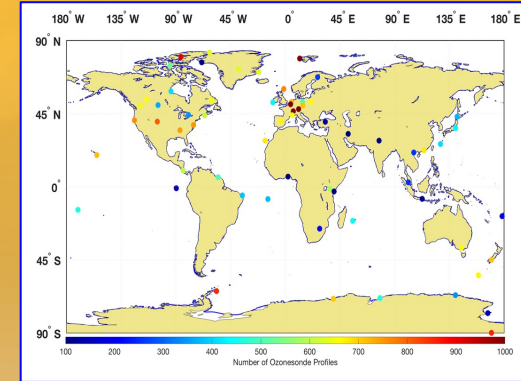 180° W 135° W 90° W 45° W 0° 45° E 90° E 135° E 180° E
90° N
45° N
0°
45° S
90° S
100 200 300 400 500 600 700 800 900 1000
Number of Ozonesonde Profiles